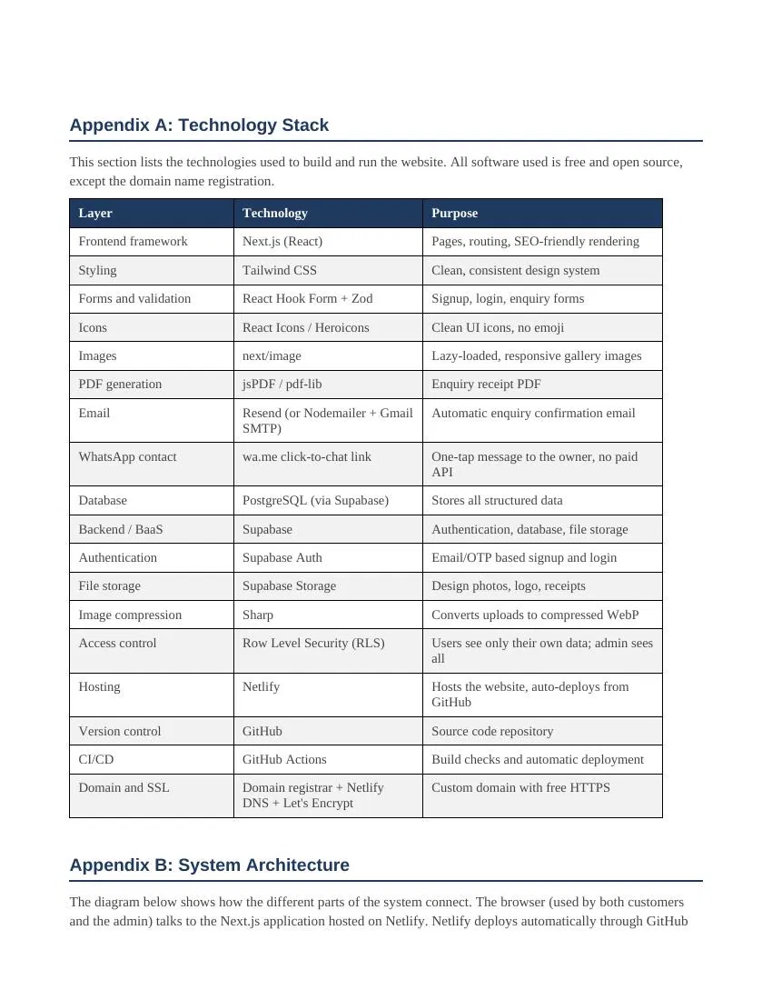 Appendix A: Technology Stack
This section lists the technologies used to build and run the website. All software used is free and open source,
except the domain name registration.
Layer Technology Purpose
Frontend framework Next.js (React) Pages, routing, SEO-friendly rendering
Styling Tailwind CSS Clean, consistent design system
Forms and validation React Hook Form + Zod Signup, login, enquiry forms
Icons React Icons / Heroicons Clean UI icons, no emoji
Images next/image Lazy-loaded, responsive gallery images
PDF generation jsPDF / pdf-lib Enquiry receipt PDF
Email Resend (or Nodemailer + Gmail Automatic enquiry confirmation email
SMTP)
WhatsApp contact wa.me click-to-chat link One-tap message to the owner, no paid
API
Database PostgreSQL (via Supabase) Stores all structured data
Backend / BaaS Supabase Authentication, database, file storage
Authentication Supabase Auth Email/OTP based signup and login
File storage Supabase Storage Design photos, logo, receipts
Image compression Sharp Converts uploads to compressed WebP
Access control Row Level Security (RLS) Users see only their own data; admin sees
all
Hosting Netlify Hosts the website, auto-deploys from
GitHub
Version control GitHub Source code repository
CI/CD GitHub Actions Build checks and automatic deployment
Domain and SSL Domain registrar + Netlify Custom domain with free HTTPS
DNS + Let's Encrypt
Appendix B: System Architecture
The diagram below shows how the different parts of the system connect. The browser (used by both customers
and the admin) talks to the Next.js application hosted on Netlify. Netlify deploys automatically through GitHub